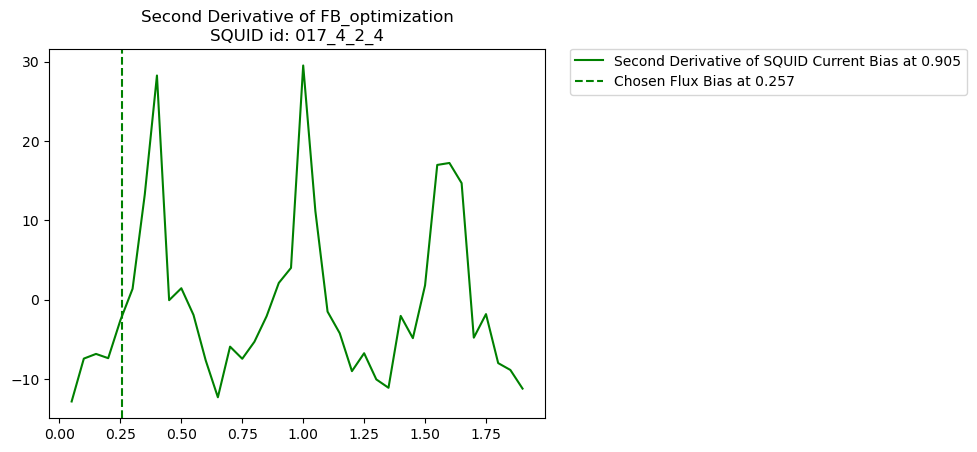 Second Derivative of FB_optimization
SQUID id: 017_4_2_4
Second Derivative of SQUID Current Bias at 0.905
Chosen Flux Bias at 0.257
30
20
10
0
−10
0.00 0.25 0.50 0.75 1.00 1.25 1.50 1.75